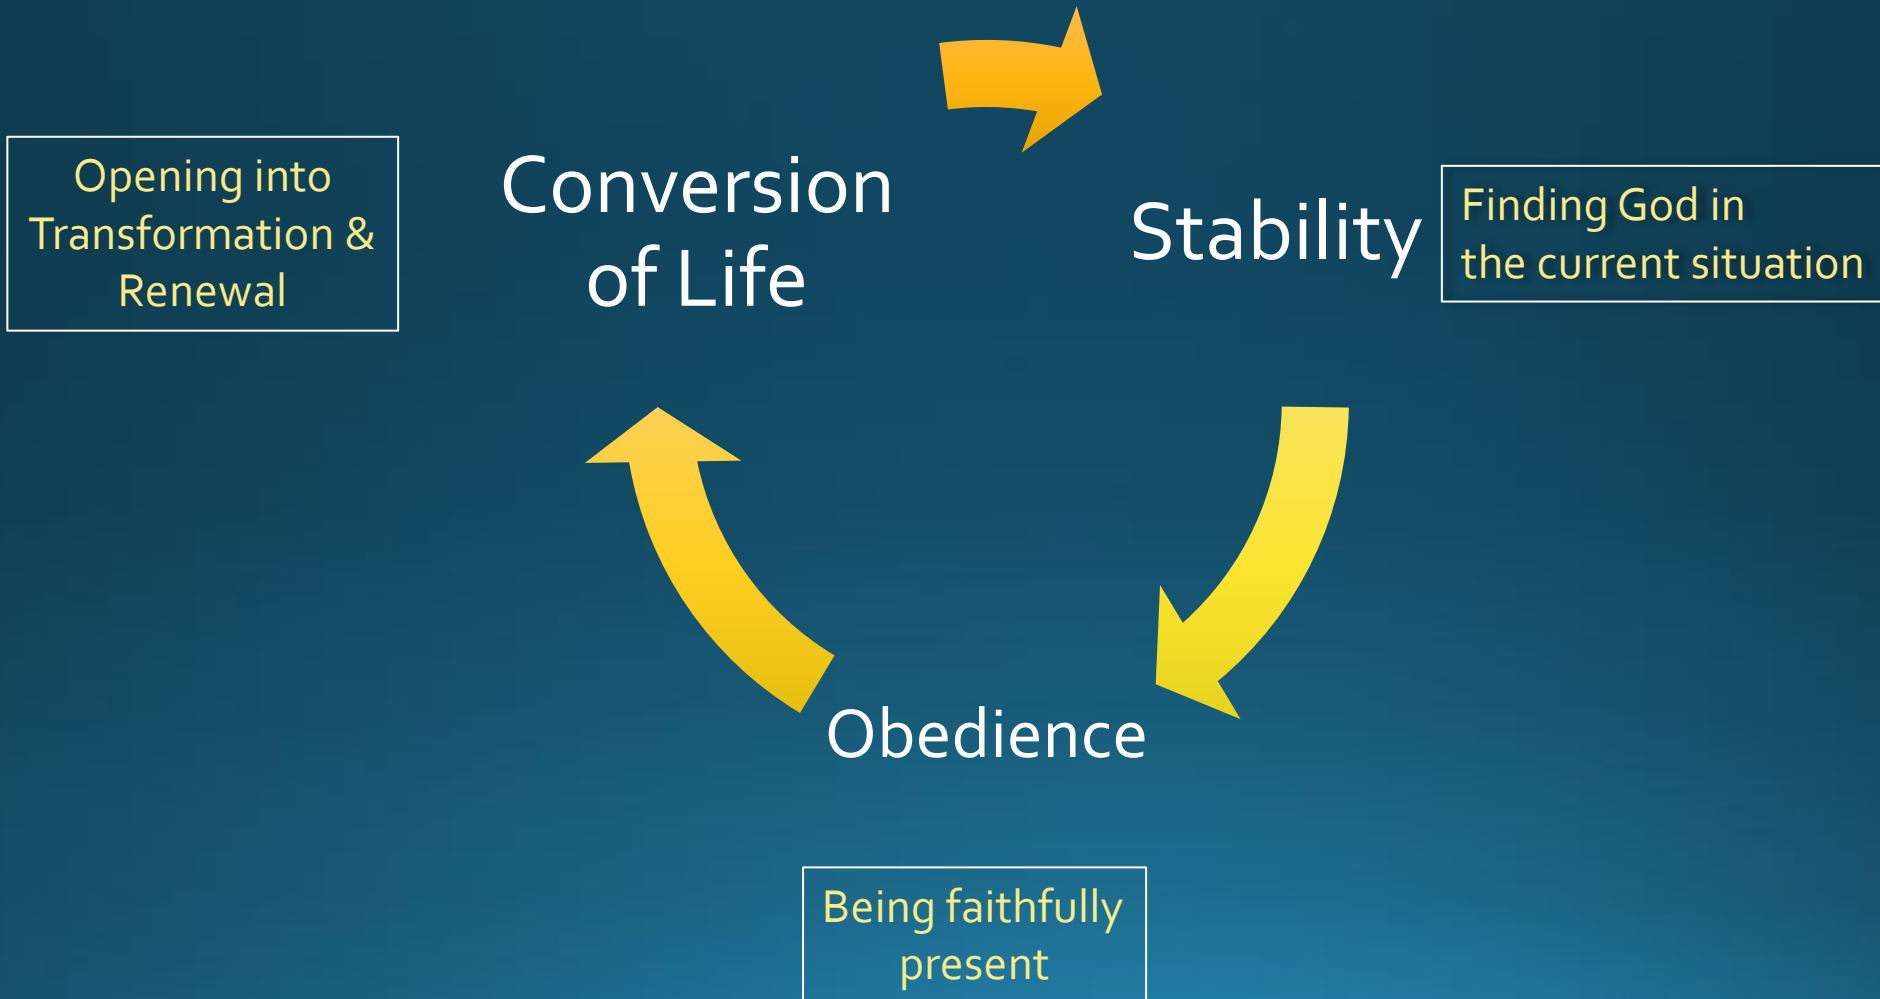 Opening into
Transformation &
Renewal
Conversion
of Life
Stability
Finding God in
the current situation
Obedience
Being faithfully
present